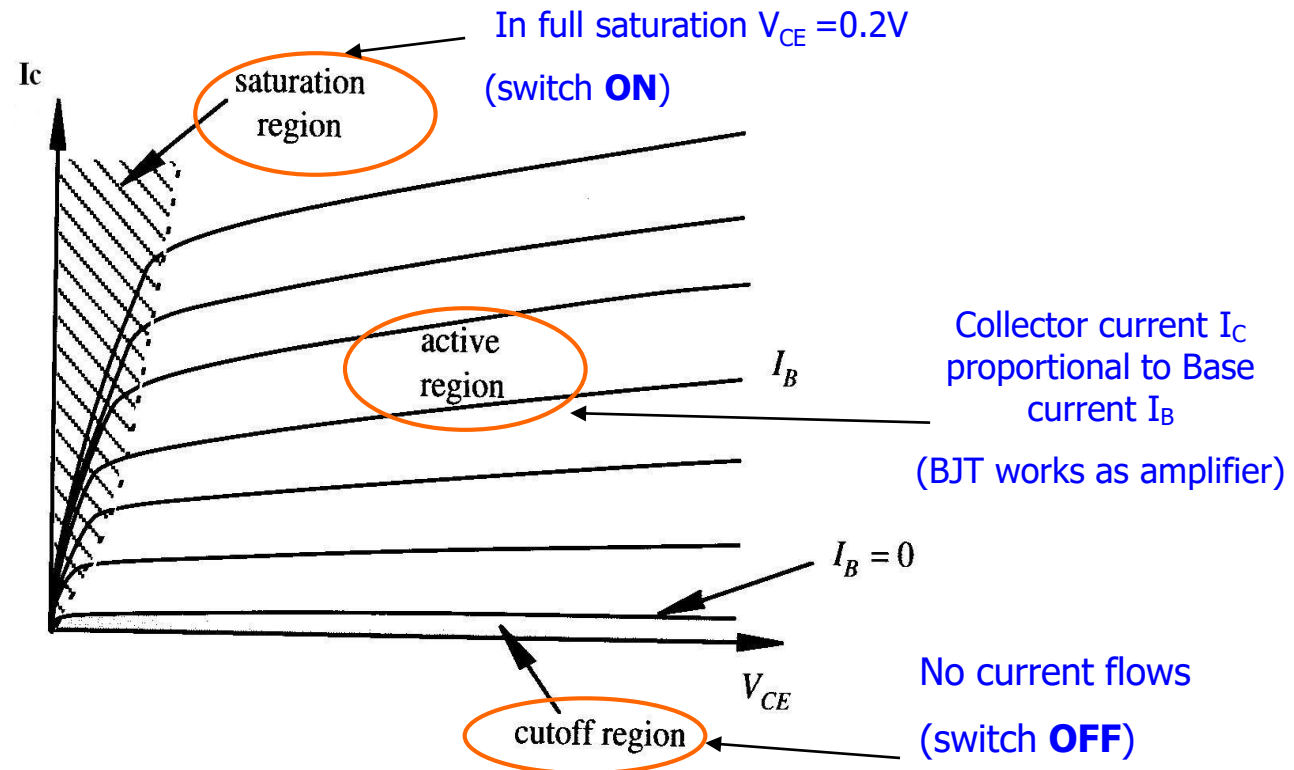 In full saturation V_CE =0.2V
(switch ON)
Ic
saturation
region
active
region
I_B
Collector current I_C
proportional to Base
current I_B
(BJT works as amplifier)
I_B = 0
V_CE
No current flows
(switch OFF)
cutoff region